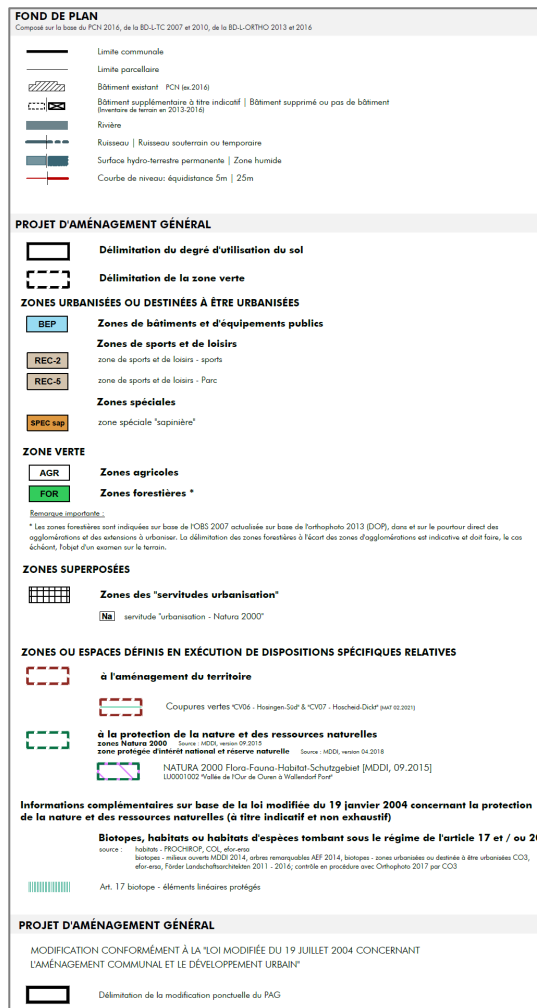 FOND DE PLAN
Composé sur la base du PCN 2016, de la BD-L-TC 2007 et 2010, de la BD-L-ORTHO 2013 et 2016
Limite communale
Limite parcellaire
Bâtiment existant PCN (ex.2016)
Bâtiment supplémentaire à titre indicatif | Bâtiment supprimé ou pas de bâtiment
(Inventaire de terrain en 2013-2016)
Rivière
Ruisseau | Ruisseau souterrain ou temporaire
Surface hydro-terrestre permanente | Zone humide
Courbe de niveau: équidistance 5m | 25m
PROJET D'AMÉNAGEMENT GÉNÉRAL
Délimitation du degré d'utilisation du sol
Délimitation de la zone verte
ZONES URBANISÉES OU DESTINÉES À ÊTRE URBANISÉES
BEP Zones de bâtiments et d'équipements publics
Zones de sports et de loisirs
REC-2 zone de sports et de loisirs - sports
REC-5 zone de sports et de loisirs - Parc
Zones spéciales
SPEC sap zone spéciale "sapinière"
ZONE VERTE
AGR Zones agricoles
FOR Zones forestières *
Remarque importante :
* Les zones forestières sont indiquées sur base de l'OBS 2007 actualisée sur base de l'orthophoto 2013 (DOP), dans et sur le pourtour direct des
agglomérations et des extensions à urbaniser. La délimitation des zones forestières à l'écart des zones d'agglomérations est indicative et doit faire, le cas
échéant, l'objet d'un examen sur le terrain.
ZONES SUPERPOSÉES
Zones des "servitudes urbanisation"
Na servitude "urbanisation - Natura 2000"
ZONES OU ESPACES DÉFINIS EN EXÉCUTION DE DISPOSITIONS SPÉCIFIQUES RELATIVES
à l'aménagement du territoire
Coupures vertes "CV06 - Hosingen-Süd" & "CV07 - Hoscheid-Dickt" [MAT 02.2021]
à la protection de la nature et des ressources naturelles
zones Natura 2000 Source : MDDI, version 09.2015
zone protégée d'intérêt national et réserve naturelle Source : MDDI, version 04.2018
NATURA 2000 Flora-Fauna-Habitat-Schutzgebiet [MDDI, 09.2015]
LU0001002 "Vallée de l'Our de Ouren à Wallendorf Pont"
Informations complémentaires sur base de la loi modifiée du 19 janvier 2004 concernant la protection
de la nature et des ressources naturelles (à titre indicatif et non exhaustif)
Biotopes, habitats ou habitats d'espèces tombant sous le régime de l'article 17 et / ou 20
source : habitats - PROCHIROP, COL, efor-ersa
biotopes - milieux ouverts MDDI 2014, arbres remarquables AEF 2014, biotopes - zones urbanisées ou destinée à être urbanisées CO3,
efor-ersa, Förder Landschaftsarchitekten 2011 - 2016; contrôle en procédure avec Orthophoto 2017 par CO3
Art. 17 biotope - éléments linéaires protégés
PROJET D'AMÉNAGEMENT GÉNÉRAL
MODIFICATION CONFORMÉMENT À LA "LOI MODIFIÉE DU 19 JUILLET 2004 CONCERNANT
L'AMÉNAGEMENT COMMUNAL ET LE DÉVELOPPEMENT URBAIN"
Délimitation de la modification ponctuelle du PAG